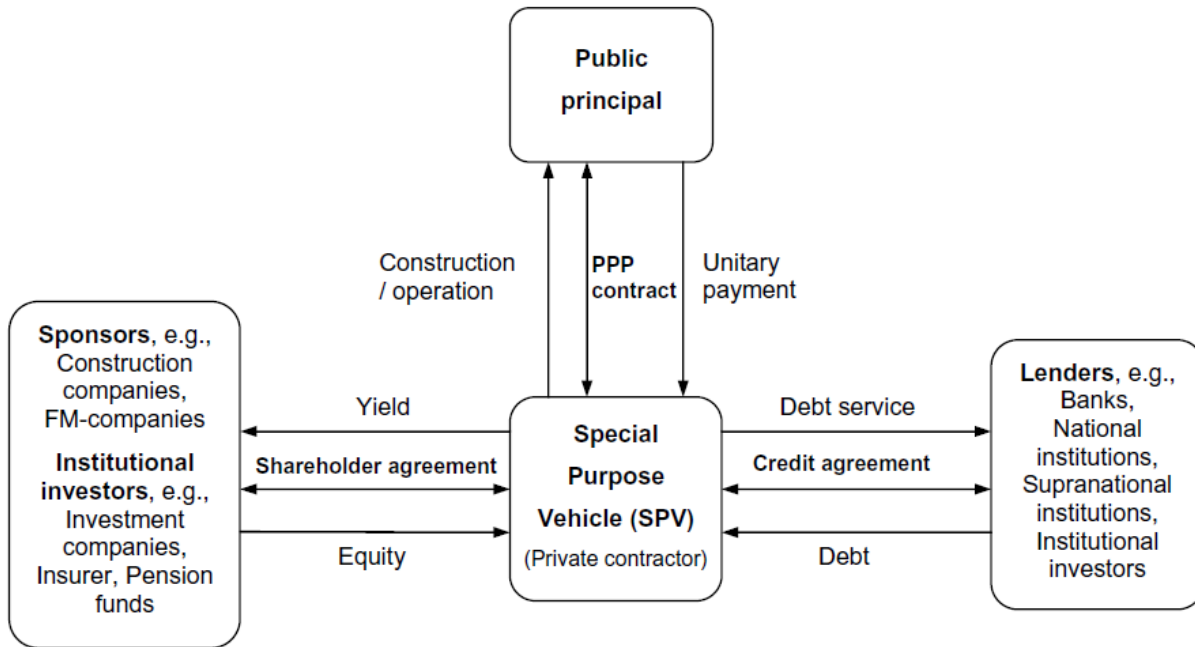 Public
principal
Construction
/ operation
PPP
contract
Unitary
payment
Sponsors, e.g.,
Construction
companies,
FM-companies
Institutional
investors, e.g.,
Investment
companies,
Insurer, Pension
funds
Yield
Shareholder agreement
Equity
Special
Purpose
Vehicle (SPV)
(Private contractor)
Debt service
Credit agreement
Debt
Lenders, e.g.,
Banks,
National
institutions,
Supranational
institutions,
Institutional
investors